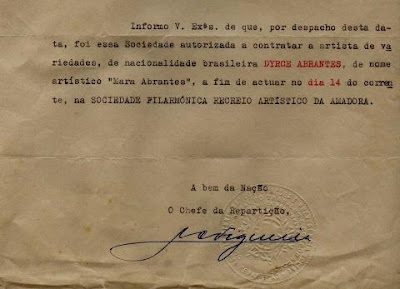 Informo V. Exªs. de que, por despacho desta da-
ta, foi essa Sociedade autorizada a contratar a artista de va
riedades, de nacionalidade brasileira DYRCE ABRANTES, de nome
artístico "Mara Abrantes", a fim de actuar no dia 14 do corren
te, na SOCIEDADE FILARMÓNICA RECREIO ARTÍSTICO DA AMADORA.
A bem da Nação
O Chefe da Repartição,